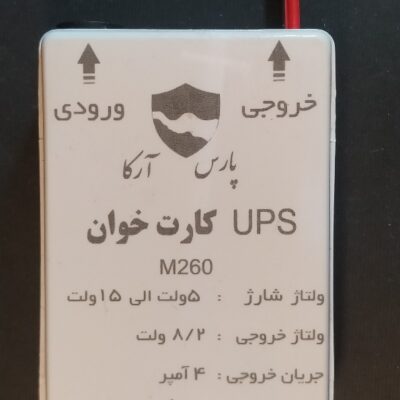 خروجی ورودی
پارس آرکا
UPS کارت خوان
M260
ولتاژ شارژ : ۵ولت الی ۱۵ولت
ولتاژ خروجی : ۸/۲ ولت
جریان خروجی : ۴ آمپر